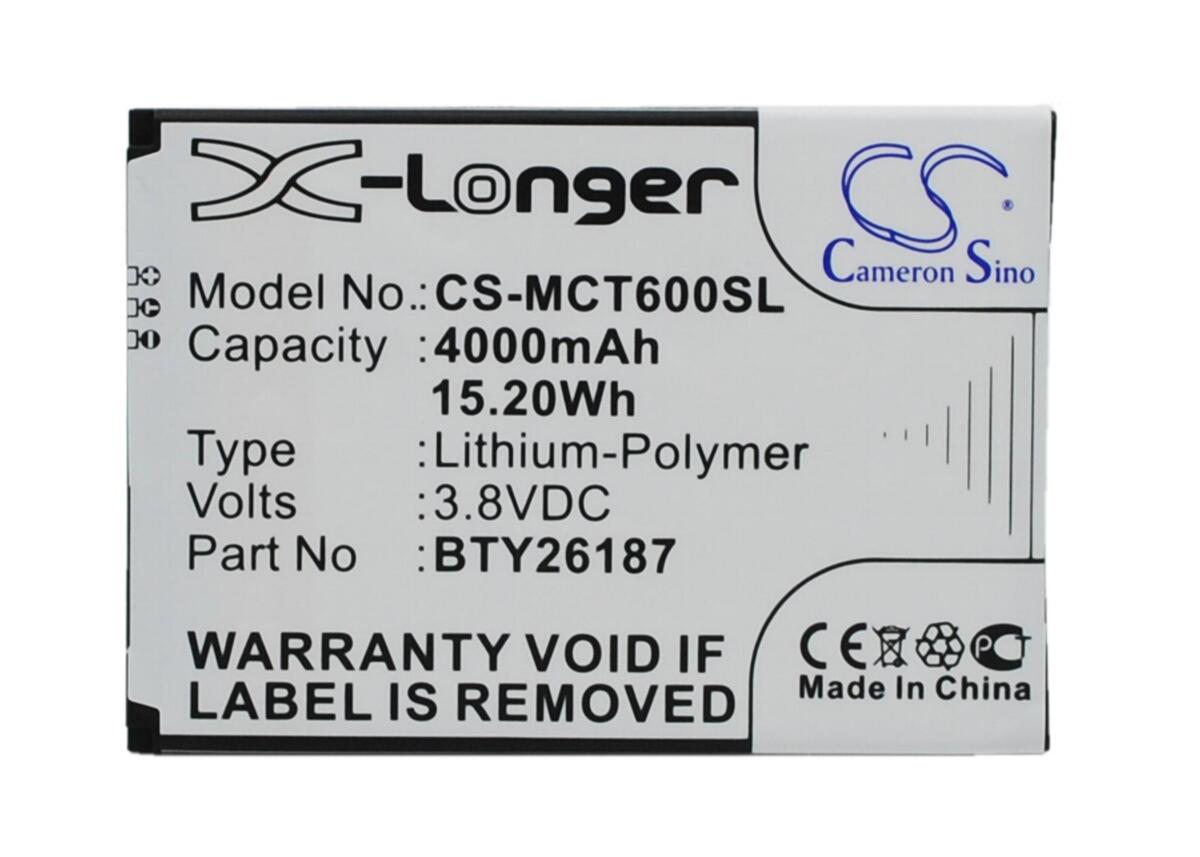 X-Longer
CS
®
Cameron Sino
Model No.: CS-MCT600SL
Capacity : 4000mAh
15.20Wh
Type : Lithium-Polymer
Volts : 3.8VDC
Part No : BTY26187
WARRANTY VOID IF
LABEL IS REMOVED
CE PCT
Made In China